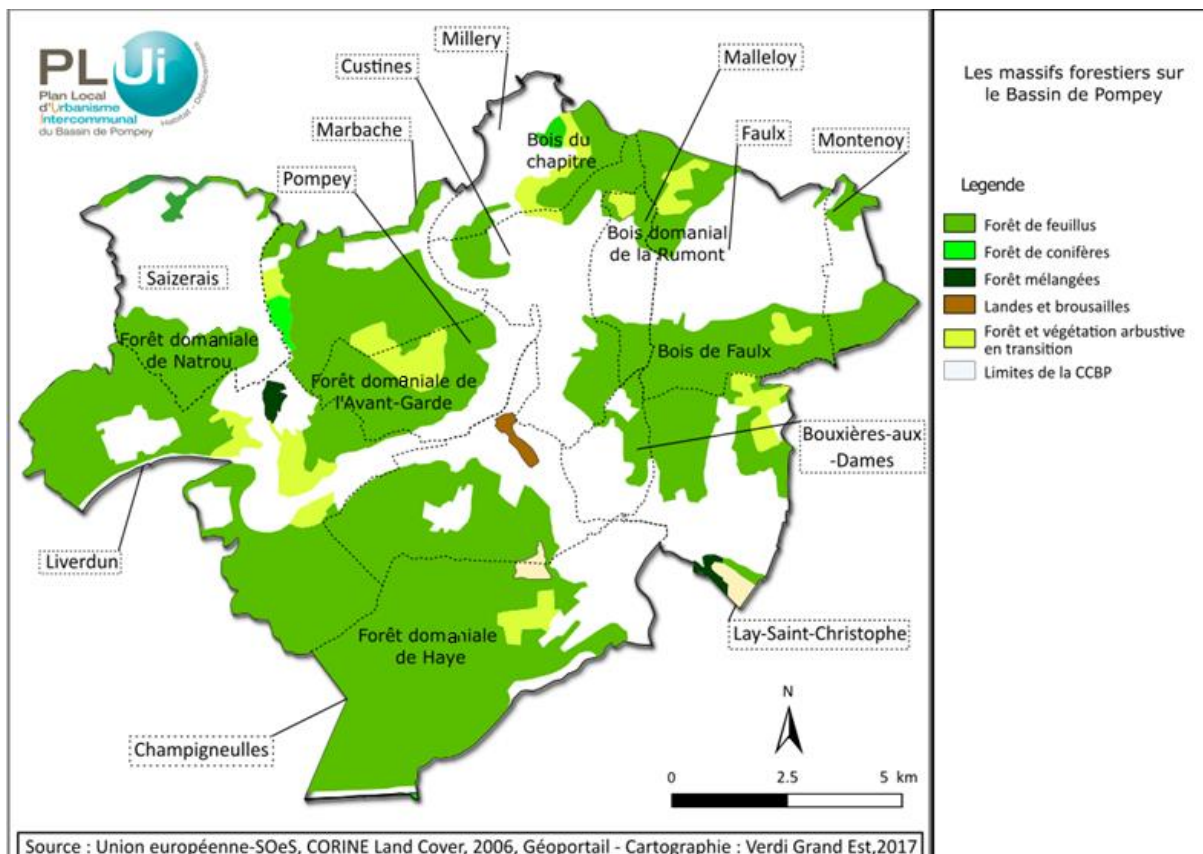 PLUi
Plan Local
d'Urbanisme
Intercommunal
du Bassin de Pompey
Habitat - Déplacements
Millery
Custines
Malleloy
Marbache
Faulx
Montenoy
Pompey
Bois du
chapitre
Bois domanial
de la Rumont
Saizerais
Forêt domaniale
de Natrou
Forêt domaniale de
l'Avant-Garde
Bois de Faulx
Bouxières-aux
-Dames
Liverdun
Lay-Saint-Christophe
Forêt domaniale
de Haye
Champigneulles
N
0 2.5 5 km
Source : Union européenne-SOeS, CORINE Land Cover, 2006, Géoportail - Cartographie : Verdi Grand Est,2017
Les massifs forestiers sur
le Bassin de Pompey
Legende
Forêt de feuillus
Forêt de conifères
Forêt mélangées
Landes et brousailles
Forêt et végétation arbustive
en transition
Limites de la CCBP